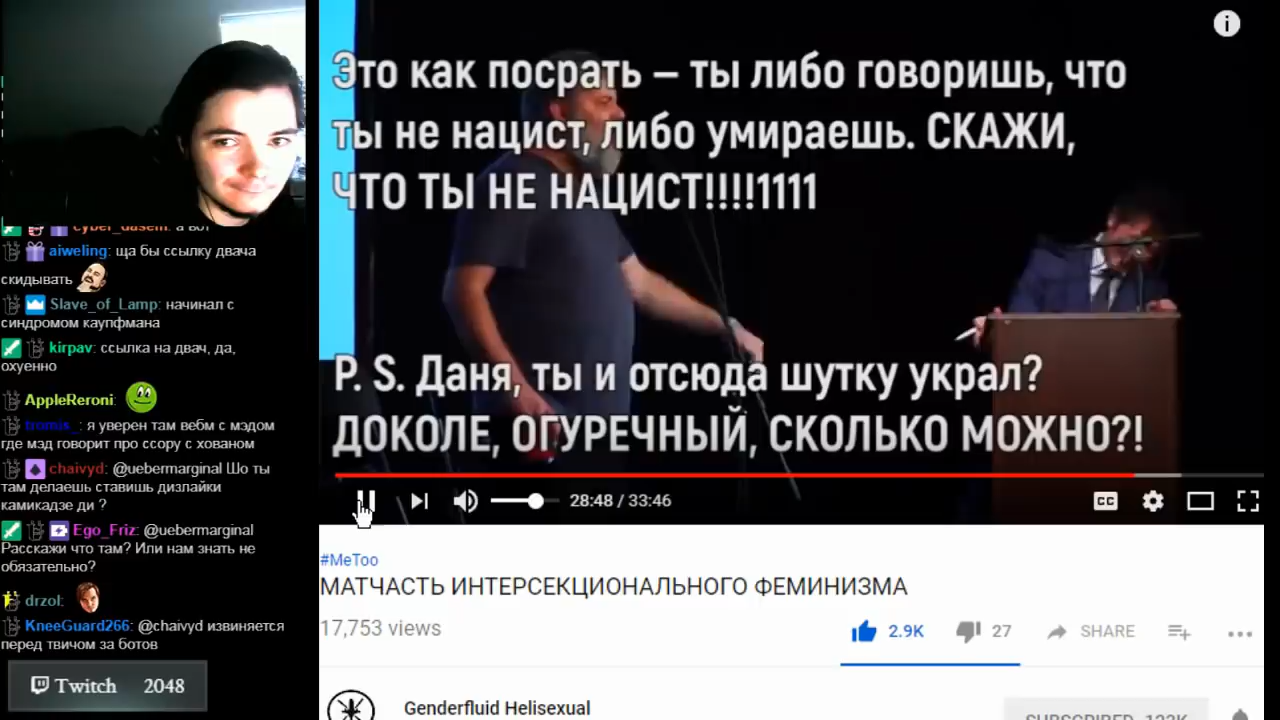 Это как посрать – ты либо говоришь, что
ты не нацист, либо умираешь. СКАЖИ,
ЧТО ТЫ НЕ НАЦИСТ!!!!1111
P. S. Даня, ты и отсюда шутку украл?
ДОКОЛЕ, ОГУРЕЧНЫЙ, СКОЛЬКО МОЖНО?!
28:48 / 33:46
CC
#MeToo
МАТЧАСТЬ ИНТЕРСЕКЦИОНАЛЬНОГО ФЕМИНИЗМА
17,753 views
2.9K
27
SHARE
Genderfluid Helisexual
SUBSCRIBED 123K
а вот
aiweling: ща бы ссылку двача
скидывать
Slave_of_Lamp: начинал с
синдромом каупфмана
kirpav: ссылка на двач, да,
охуенно
AppleReroni:
tromis_: я уверен там вебм с мэдом
где мэд говорит про ссору с хованом
chaivyd: @uebermarginal Шо ты
там делаешь ставишь дизлайки
камикадзе ди ?
Ego_Friz: @uebermarginal
Расскажи что там? Или нам знать не
обязательно?
drzol:
KneeGuard266: @chaivyd извиняется
перед твичом за ботов
Twitch 2048